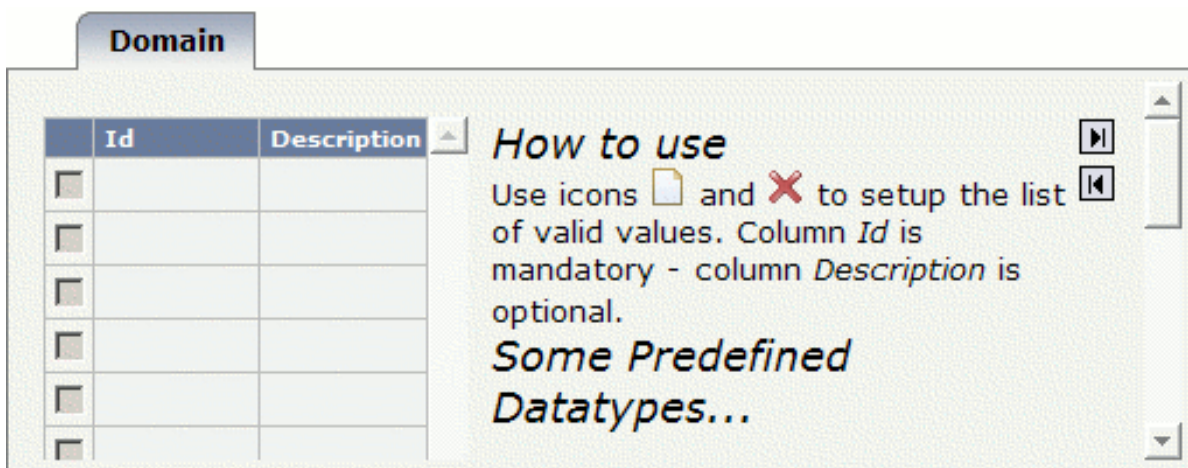 Domain
Id Description
How to use
Use icons and to setup the list
of valid values. Column Id is
mandatory - column Description is
optional.
Some Predefined
Datatypes...